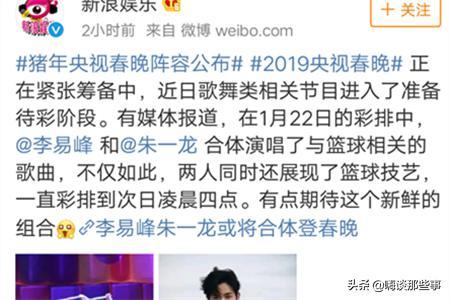 新浪娱乐
+关注
2小时前 来自 微博 weibo.com
#猪年央视春晚阵容公布# #2019央视春晚# 正
在紧张筹备中，近日歌舞类相关节目进入了准备
待彩阶段。有媒体报道，在1月22日的彩排中，
@李易峰 和@朱一龙 合体演唱了与篮球相关的
歌曲，不仅如此，两人同时还展现了篮球技艺，
一直彩排到次日凌晨四点。有点期待这个新鲜的
组合😱 李易峰朱一龙或将合体登春晚
头条 @嗨谈那些事